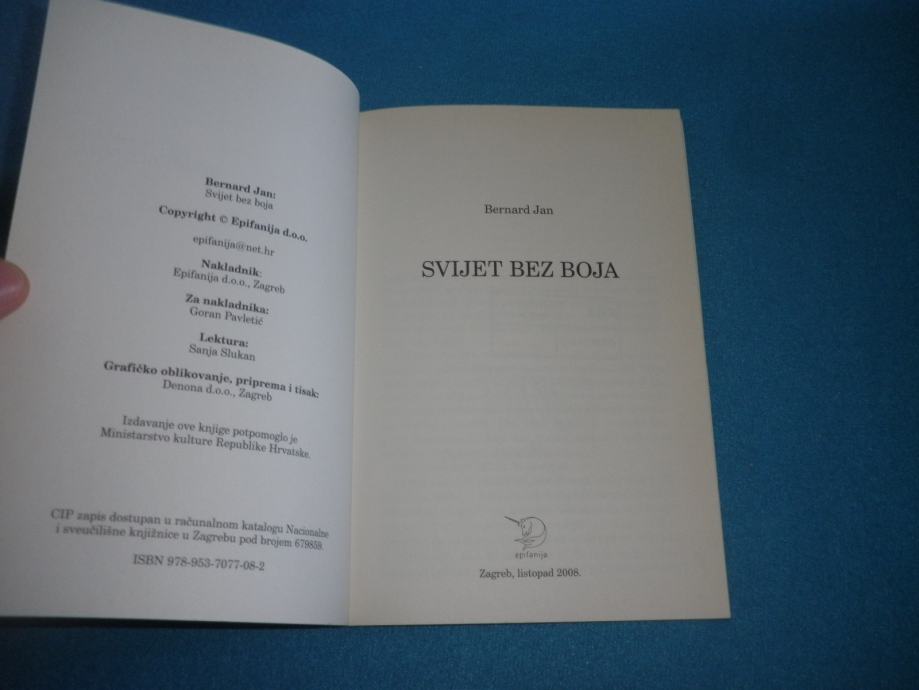 Bernard Jan:
Svijet bez boja
Copyright © Epifanija d.o.o.
epifanija@net.hr
Nakladnik:
Epifanija d.o.o., Zagreb
Za nakladnika:
Goran Pavletić
Lektura:
Sanja Slukan
Grafičko oblikovanje, priprema i tisak:
Denona d.o.o., Zagreb
Izdavanje ove knjige potpomoglo je
Ministarstvo kulture Republike Hrvatske.
CIP zapis dostupan u računalnom katalogu Nacionalne
i sveučilišne knjižnice u Zagrebu pod brojem 679859.
ISBN 978-953-7077-08-2
Bernard Jan
SVIJET BEZ BOJA
epifanija
Zagreb, listopad 2008.